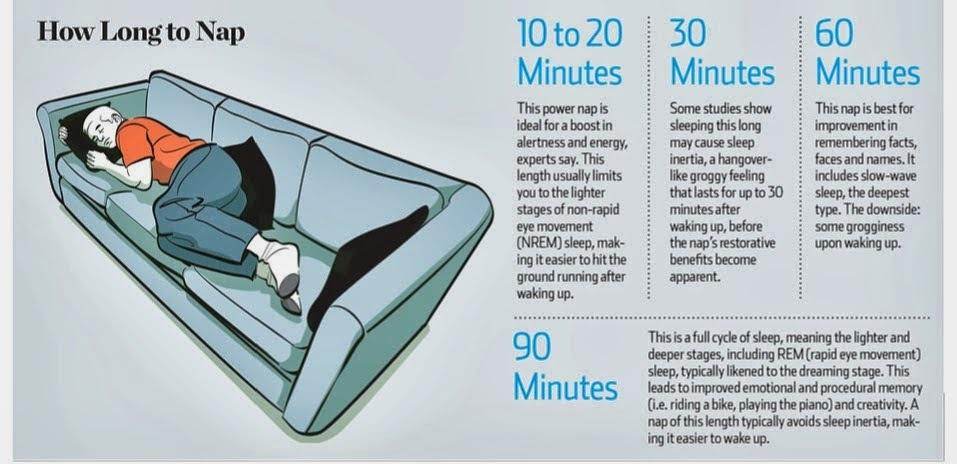 How Long to Nap
10 to 20
Minutes
This power nap is
ideal for a boost in
alertness and energy,
experts say. This
length usually limits
you to the lighter
stages of non-rapid
eye movement
(NREM) sleep, mak-
ing it easier to hit the
ground running after
waking up.
30
Minutes
Some studies show
sleeping this long
may cause sleep
inertia, a hangover-
like groggy feeling
that lasts for up to 30
minutes after
waking up, before
the nap's restorative
benefits become
apparent.
60
Minutes
This nap is best for
improvement in
remembering facts,
faces and names. It
includes slow-wave
sleep, the deepest
type. The downside:
some grogginess
upon waking up.
90
Minutes
This is a full cycle of sleep, meaning the lighter and
deeper stages, including REM (rapid eye movement)
sleep, typically likened to the dreaming stage. This
leads to improved emotional and procedural memory
(i.e. riding a bike, playing the piano) and creativity. A
nap of this length typically avoids sleep inertia, mak-
ing it easier to wake up.